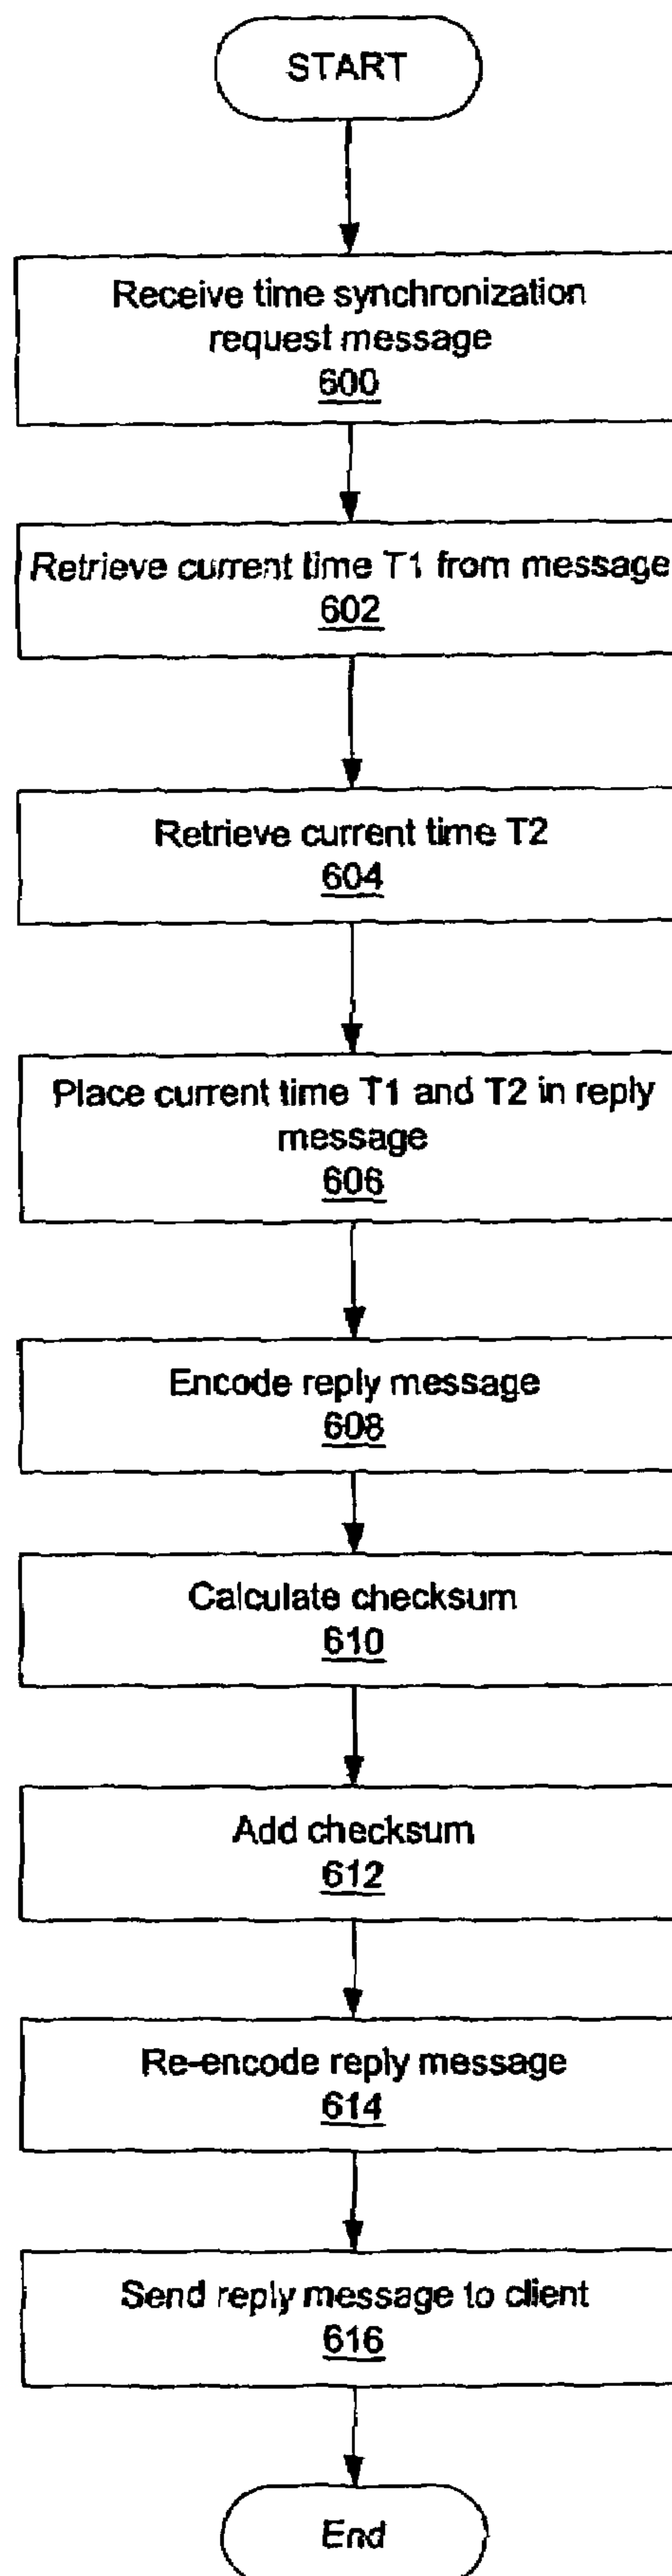 START
Receive time synchronization
request message
600
Retrieve current time T1 from message
602
Retrieve current time T2
604
Place current time T1 and T2 in reply
message
606
Encode reply message
608
Calculate checksum
610
Add checksum
612
Re-encode reply message
614
Send reply message to client
616
End